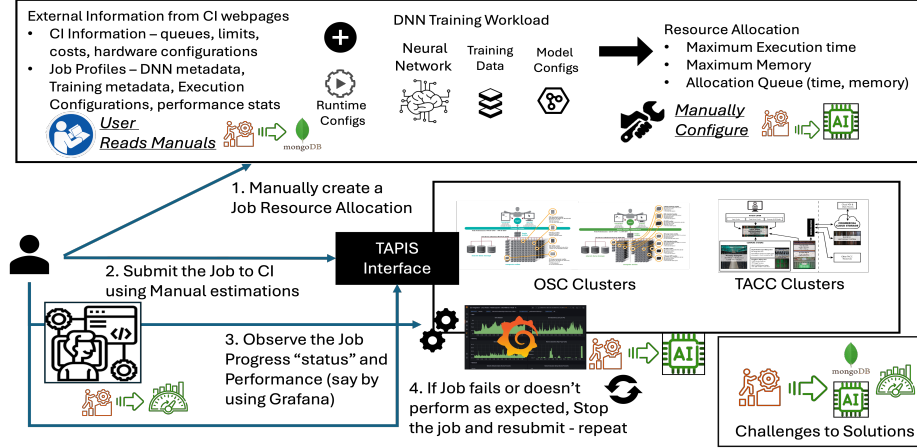 External Information from CI webpages
• CI Information – queues, limits,
costs, hardware configurations
• Job Profiles – DNN metadata,
Training metadata, Execution
Configurations, performance stats
User
Reads Manuals
mongoDB
DNN Training Workload
Neural
Network
Training
Data
Model
Configs
Runtime
Configs
Resource Allocation
• Maximum Execution time
• Maximum Memory
• Allocation Queue (time, memory)
Manually
Configure
AI
1. Manually create a
Job Resource Allocation
TAPIS
Interface
2. Submit the Job to CI
using Manual estimations
OSC Clusters
TACC Clusters
3. Observe the Job
Progress “status” and
Performance (say by
using Grafana)
AI
4. If Job fails or doesn’t
perform as expected, Stop
the job and resubmit - repeat
mongoDB
AI
Challenges to Solutions